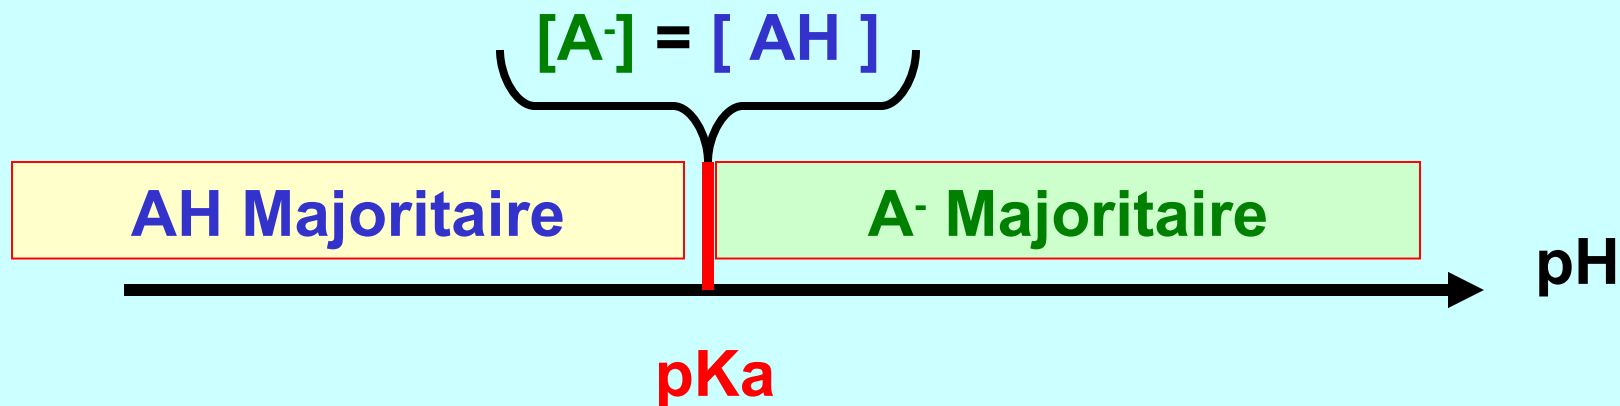 [A-] = [ AH ]
AH Majoritaire
A- Majoritaire
pH
pKa